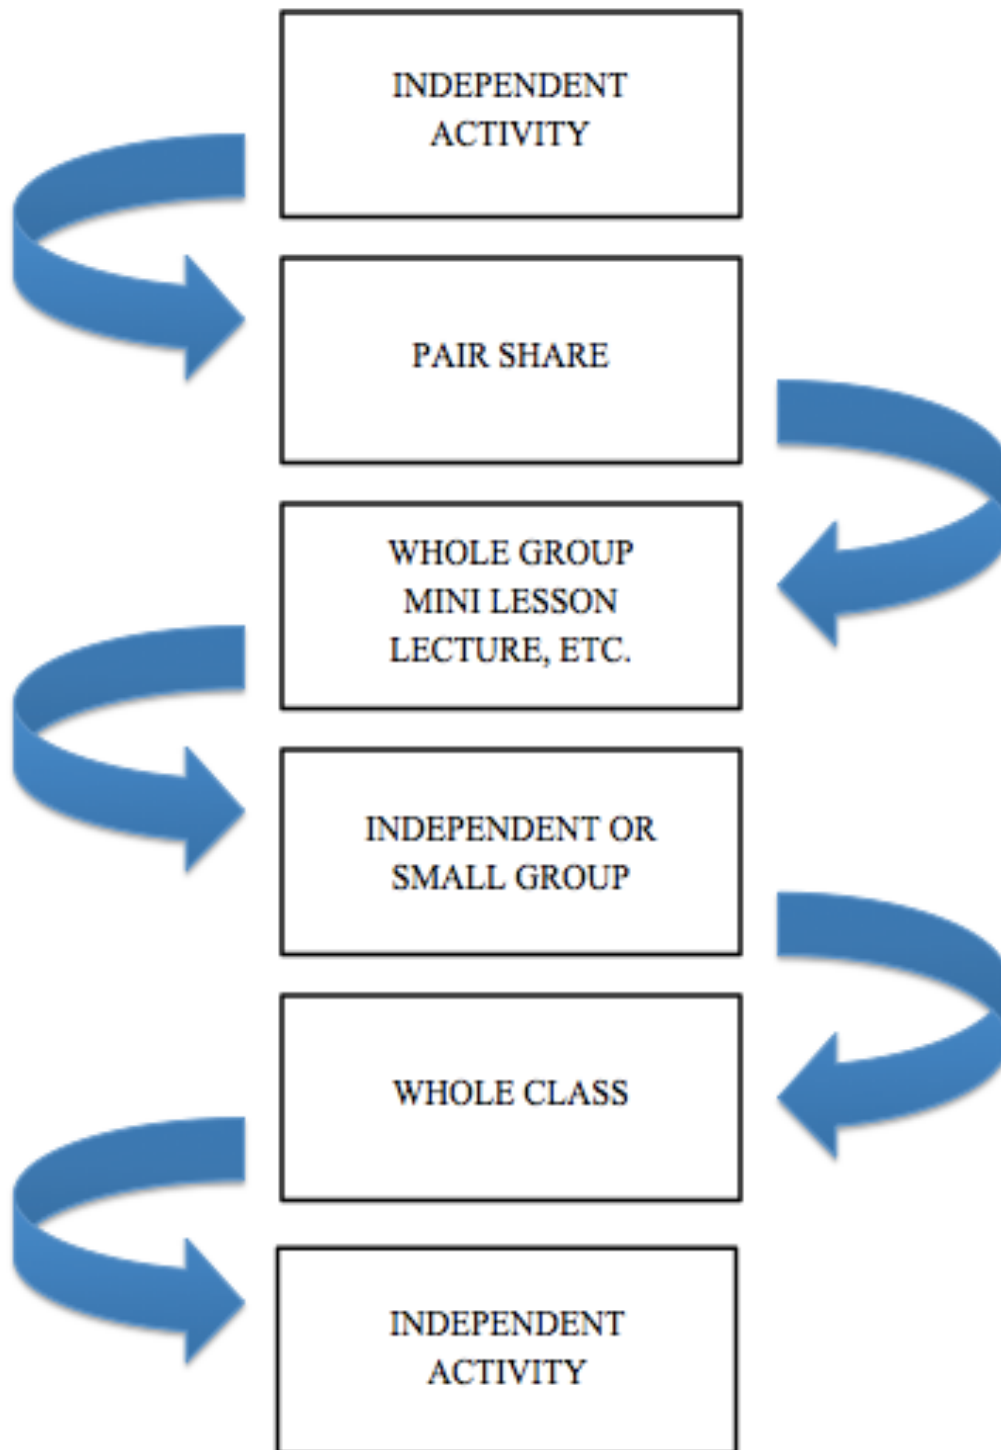 INDEPENDENT
ACTIVITY
PAIR SHARE
WHOLE GROUP
MINI LESSON
LECTURE, ETC.
INDEPENDENT OR
SMALL GROUP
WHOLE CLASS
INDEPENDENT
ACTIVITY